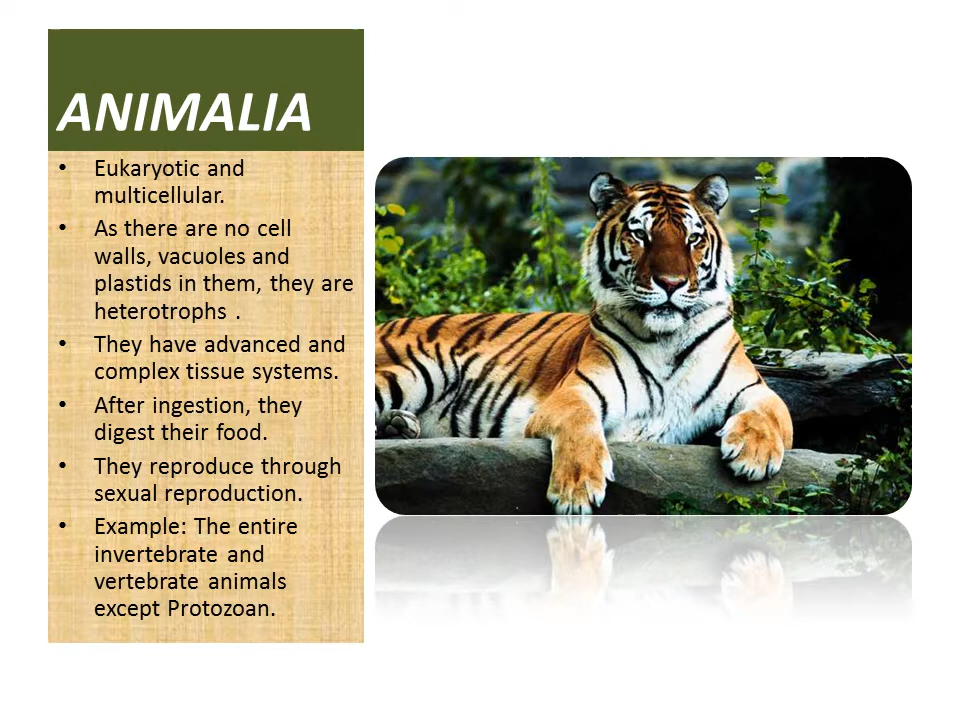 ANIMALIA
• Eukaryotic and
multicellular.
• As there are no cell
walls, vacuoles and
plastids in them, they are
heterotrophs .
• They have advanced and
complex tissue systems.
• After ingestion, they
digest their food.
• They reproduce through
sexual reproduction.
• Example: The entire
invertebrate and
vertebrate animals
except Protozoan.